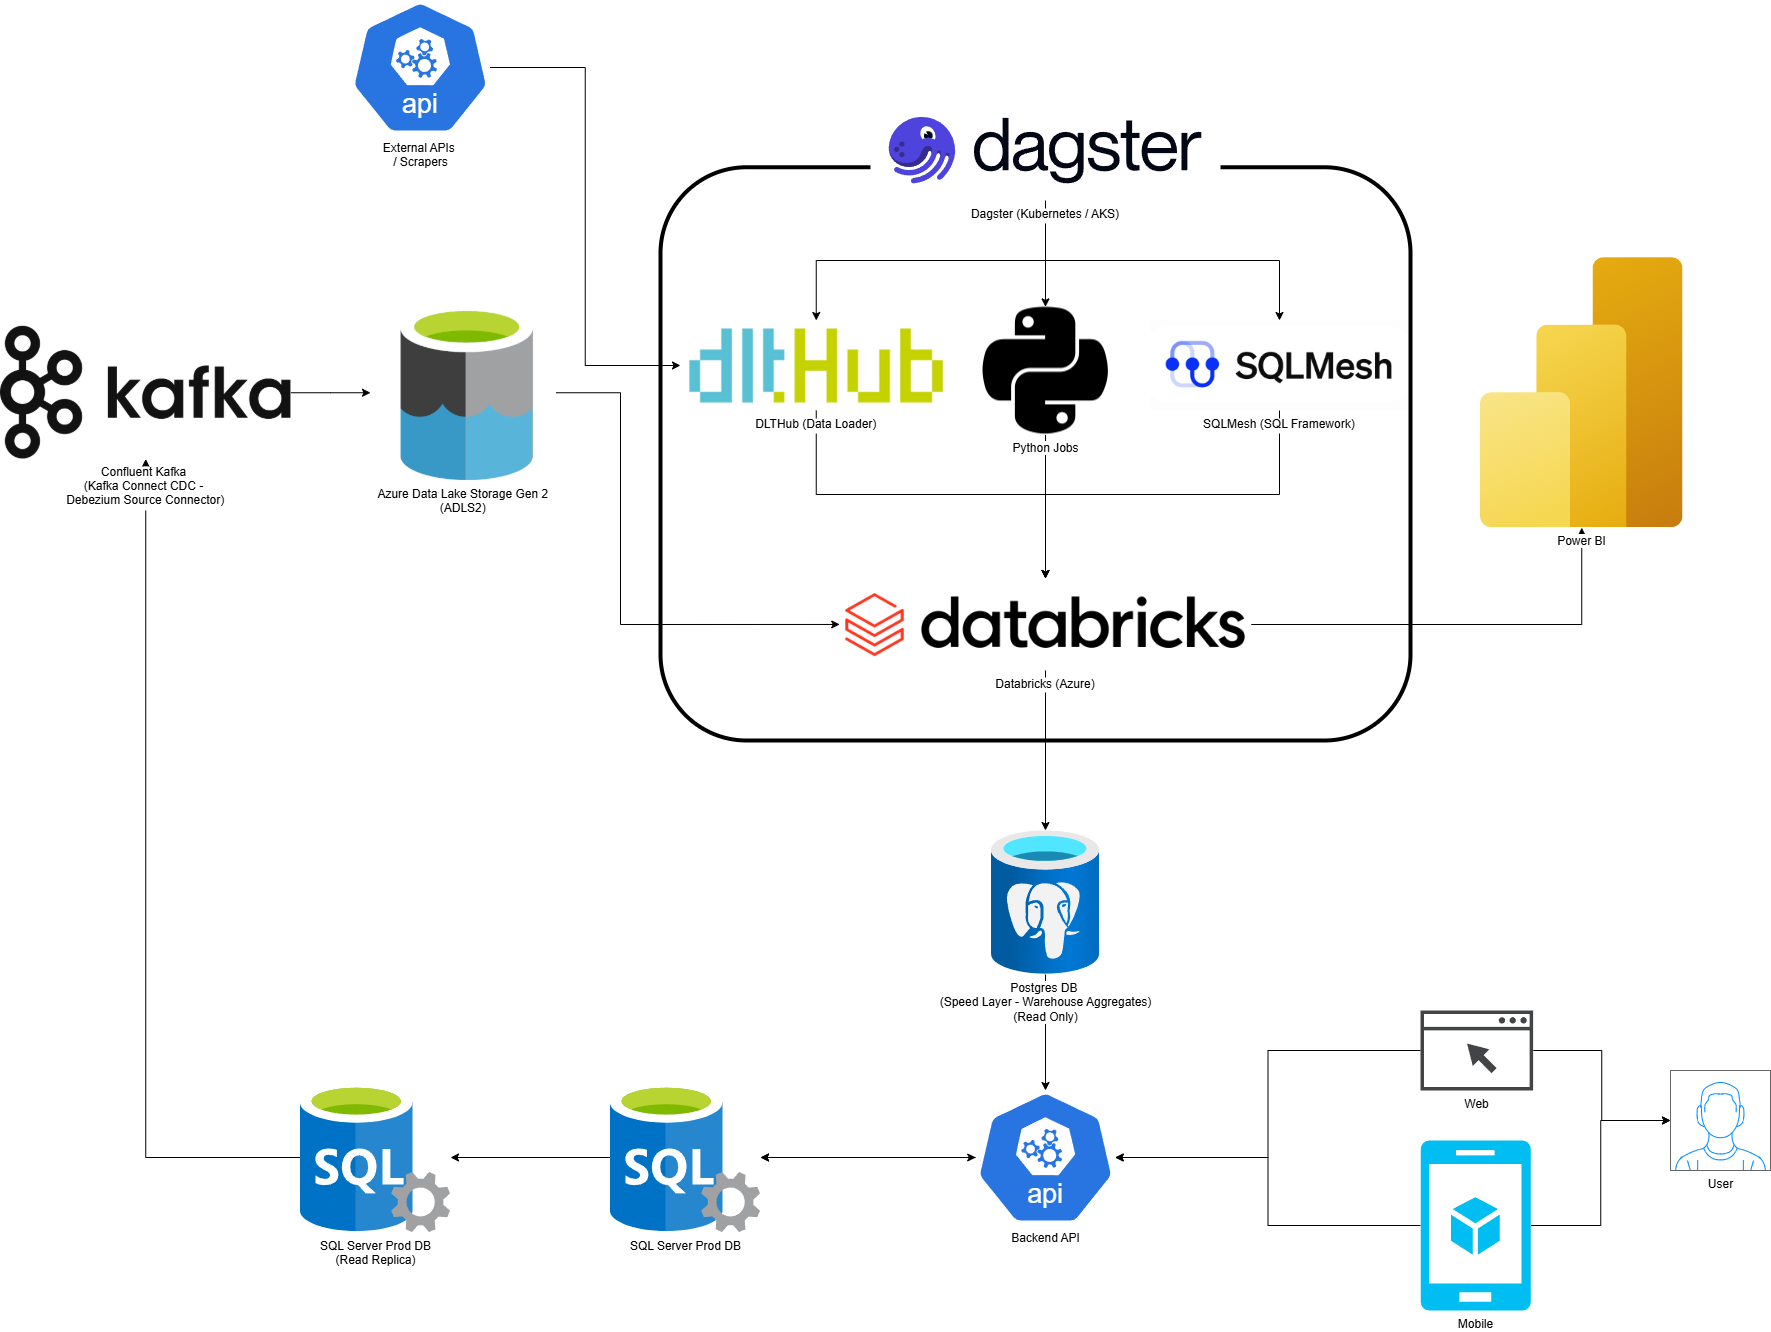 api
External APIs
/ Scrapers
dagster
Dagster (Kubernetes / AKS)
kafka
Confluent Kafka
(Kafka Connect CDC -
Debezium Source Connector)
Azure Data Lake Storage Gen 2
(ADLS2)
dltHub
DLTHub (Data Loader)
Python Jobs
SQLMesh
SQLMesh (SQL Framework)
Power BI
databricks
Databricks (Azure)
Postgres DB
(Speed Layer - Warehouse Aggregates)
(Read Only)
SQL
SQL Server Prod DB
(Read Replica)
SQL
SQL Server Prod DB
api
Backend API
Web
Mobile
User